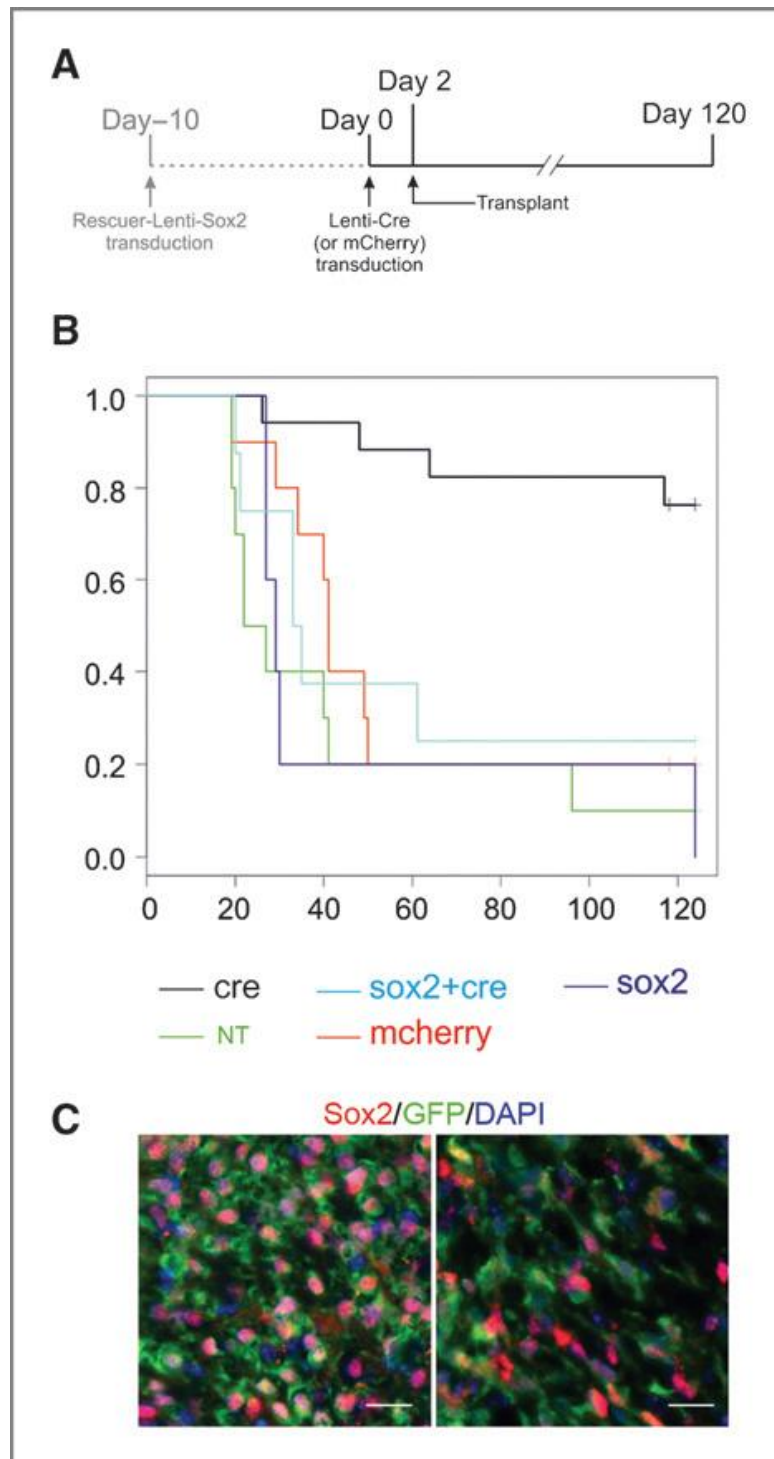 A
Day–10
Day 0
Day 2
Day 120
Rescuer-Lenti-Sox2
transduction
Lenti-Cre
(or mCherry)
transduction
Transplant
B
1.0
0.8
0.6
0.4
0.2
0.0
0 20 40 60 80 100 120
cre sox2+cre sox2
NT mcherry
C
Sox2/GFP/DAPI